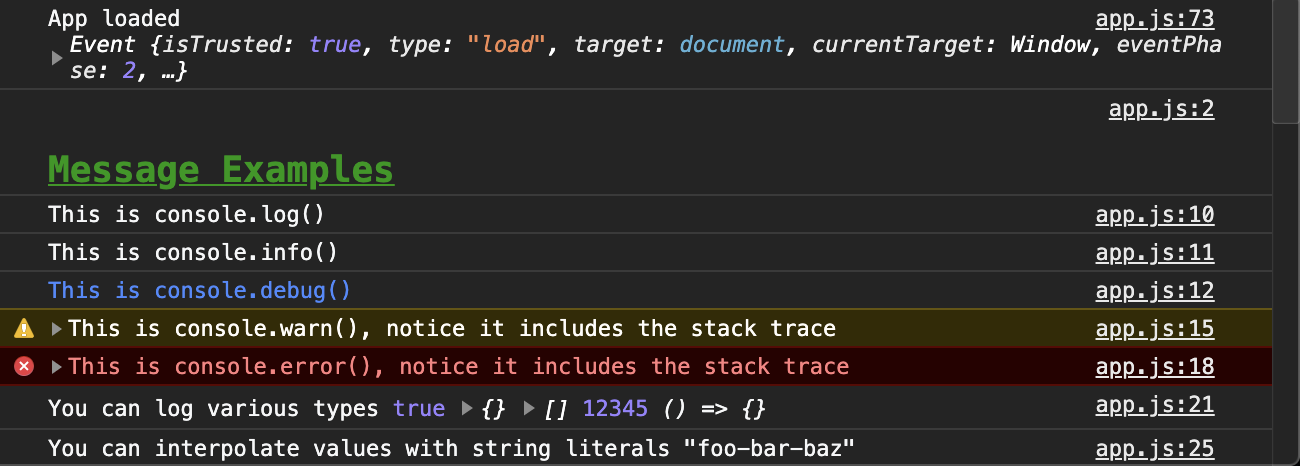 App loaded app.js:73
Event {isTrusted: true, type: "load", target: document, currentTarget: Window, eventPha
se: 2, …}
app.js:2
Message Examples
This is console.log() app.js:10
This is console.info() app.js:11
This is console.debug() app.js:12
This is console.warn(), notice it includes the stack trace app.js:15
This is console.error(), notice it includes the stack trace app.js:18
You can log various types true {} [] 12345 () => {} app.js:21
You can interpolate values with string literals "foo-bar-baz" app.js:25